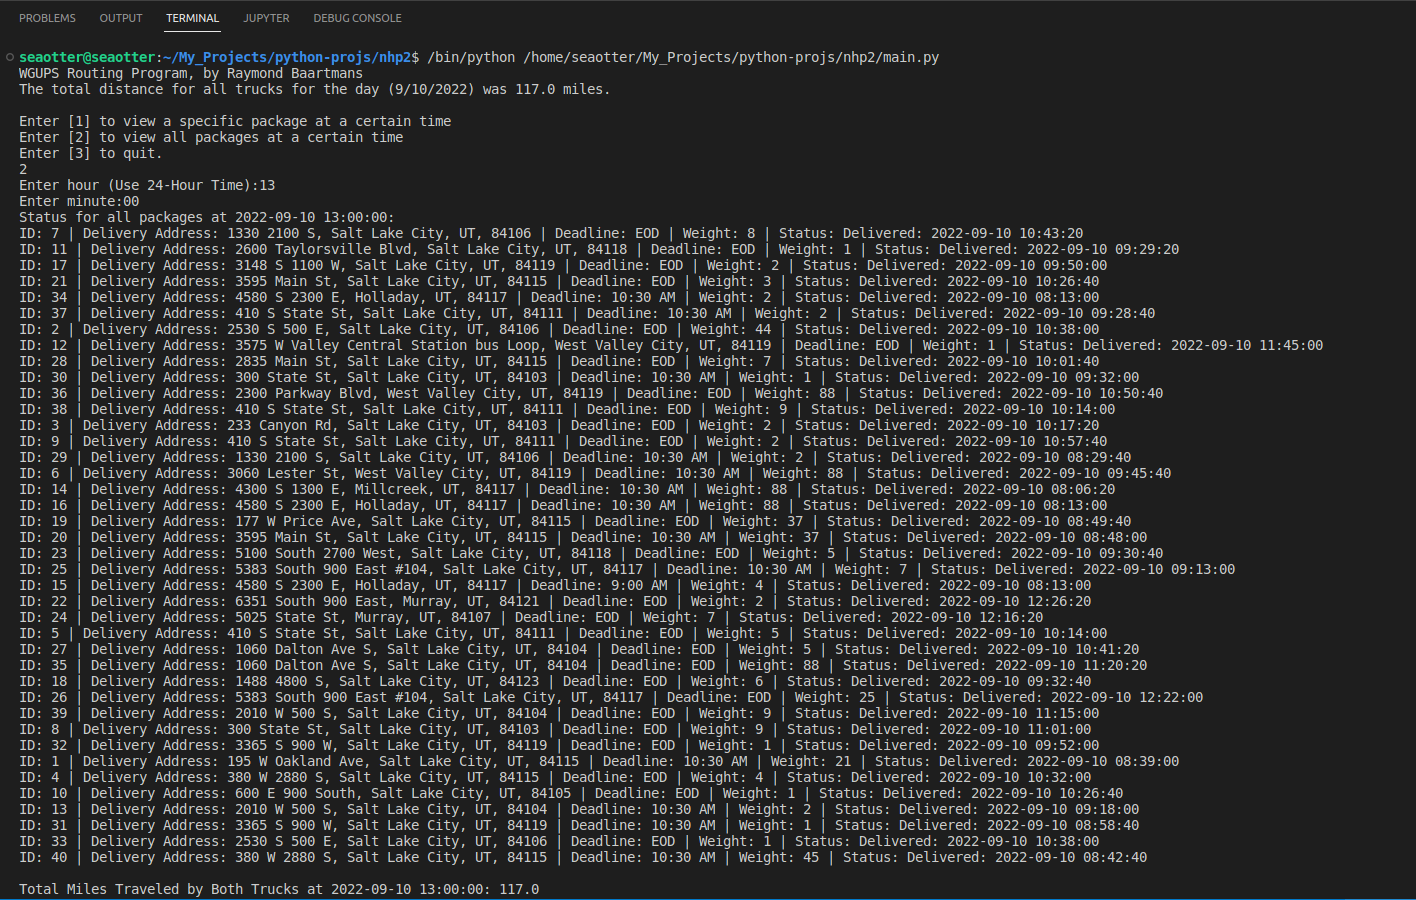 PROBLEMS OUTPUT TERMINAL JUPYTER DEBUG CONSOLE
seaotter@seaotter:~/My_Projects/python-projs/nhp2$ /bin/python /home/seaotter/My_Projects/python-projs/nhp2/main.py
WGUPS Routing Program, by Raymond Baartmans
The total distance for all trucks for the day (9/10/2022) was 117.0 miles.
Enter [1] to view a specific package at a certain time
Enter [2] to view all packages at a certain time
Enter [3] to quit.
2
Enter hour (Use 24-Hour Time):13
Enter minute:00
Status for all packages at 2022-09-10 13:00:00:
ID: 7 | Delivery Address: 1330 2100 S, Salt Lake City, UT, 84106 | Deadline: EOD | Weight: 8 | Status: Delivered: 2022-09-10 10:43:20
ID: 11 | Delivery Address: 2600 Taylorsville Blvd, Salt Lake City, UT, 84118 | Deadline: EOD | Weight: 1 | Status: Delivered: 2022-09-10 09:29:20
ID: 17 | Delivery Address: 3148 S 1100 W, Salt Lake City, UT, 84119 | Deadline: EOD | Weight: 2 | Status: Delivered: 2022-09-10 09:50:00
ID: 21 | Delivery Address: 3595 Main St, Salt Lake City, UT, 84115 | Deadline: EOD | Weight: 3 | Status: Delivered: 2022-09-10 10:26:40
ID: 34 | Delivery Address: 4580 S 2300 E, Holladay, UT, 84117 | Deadline: 10:30 AM | Weight: 2 | Status: Delivered: 2022-09-10 08:13:00
ID: 37 | Delivery Address: 410 S State St, Salt Lake City, UT, 84111 | Deadline: 10:30 AM | Weight: 2 | Status: Delivered: 2022-09-10 09:28:40
ID: 2 | Delivery Address: 2530 S 500 E, Salt Lake City, UT, 84106 | Deadline: EOD | Weight: 44 | Status: Delivered: 2022-09-10 10:38:00
ID: 12 | Delivery Address: 3575 W Valley Central Station bus Loop, West Valley City, UT, 84119 | Deadline: EOD | Weight: 1 | Status: Delivered: 2022-09-10 11:45:00
ID: 28 | Delivery Address: 2835 Main St, Salt Lake City, UT, 84115 | Deadline: EOD | Weight: 7 | Status: Delivered: 2022-09-10 10:01:40
ID: 30 | Delivery Address: 300 State St, Salt Lake City, UT, 84103 | Deadline: 10:30 AM | Weight: 1 | Status: Delivered: 2022-09-10 09:32:00
ID: 36 | Delivery Address: 2300 Parkway Blvd, West Valley City, UT, 84119 | Deadline: EOD | Weight: 88 | Status: Delivered: 2022-09-10 10:50:40
ID: 38 | Delivery Address: 410 S State St, Salt Lake City, UT, 84111 | Deadline: EOD | Weight: 9 | Status: Delivered: 2022-09-10 10:14:00
ID: 3 | Delivery Address: 233 Canyon Rd, Salt Lake City, UT, 84103 | Deadline: EOD | Weight: 2 | Status: Delivered: 2022-09-10 10:17:20
ID: 9 | Delivery Address: 410 S State St, Salt Lake City, UT, 84111 | Deadline: EOD | Weight: 2 | Status: Delivered: 2022-09-10 10:57:40
ID: 29 | Delivery Address: 1330 2100 S, Salt Lake City, UT, 84106 | Deadline: 10:30 AM | Weight: 2 | Status: Delivered: 2022-09-10 08:29:40
ID: 6 | Delivery Address: 3060 Lester St, West Valley City, UT, 84119 | Deadline: 10:30 AM | Weight: 88 | Status: Delivered: 2022-09-10 09:45:40
ID: 14 | Delivery Address: 4300 S 1300 E, Millcreek, UT, 84117 | Deadline: 10:30 AM | Weight: 88 | Status: Delivered: 2022-09-10 08:06:20
ID: 16 | Delivery Address: 4580 S 2300 E, Holladay, UT, 84117 | Deadline: 10:30 AM | Weight: 88 | Status: Delivered: 2022-09-10 08:13:00
ID: 19 | Delivery Address: 177 W Price Ave, Salt Lake City, UT, 84115 | Deadline: EOD | Weight: 37 | Status: Delivered: 2022-09-10 08:49:40
ID: 20 | Delivery Address: 3595 Main St, Salt Lake City, UT, 84115 | Deadline: 10:30 AM | Weight: 37 | Status: Delivered: 2022-09-10 08:48:00
ID: 23 | Delivery Address: 5100 South 2700 West, Salt Lake City, UT, 84118 | Deadline: EOD | Weight: 5 | Status: Delivered: 2022-09-10 09:30:40
ID: 25 | Delivery Address: 5383 South 900 East #104, Salt Lake City, UT, 84117 | Deadline: 10:30 AM | Weight: 7 | Status: Delivered: 2022-09-10 09:13:00
ID: 15 | Delivery Address: 4580 S 2300 E, Holladay, UT, 84117 | Deadline: 9:00 AM | Weight: 4 | Status: Delivered: 2022-09-10 08:13:00
ID: 22 | Delivery Address: 6351 South 900 East, Murray, UT, 84121 | Deadline: EOD | Weight: 2 | Status: Delivered: 2022-09-10 12:26:20
ID: 24 | Delivery Address: 5025 State St, Murray, UT, 84107 | Deadline: EOD | Weight: 7 | Status: Delivered: 2022-09-10 12:16:20
ID: 5 | Delivery Address: 410 S State St, Salt Lake City, UT, 84111 | Deadline: EOD | Weight: 5 | Status: Delivered: 2022-09-10 10:14:00
ID: 27 | Delivery Address: 1060 Dalton Ave S, Salt Lake City, UT, 84104 | Deadline: EOD | Weight: 5 | Status: Delivered: 2022-09-10 10:41:20
ID: 35 | Delivery Address: 1060 Dalton Ave S, Salt Lake City, UT, 84104 | Deadline: EOD | Weight: 88 | Status: Delivered: 2022-09-10 11:20:20
ID: 18 | Delivery Address: 1488 4800 S, Salt Lake City, UT, 84123 | Deadline: EOD | Weight: 6 | Status: Delivered: 2022-09-10 09:32:40
ID: 26 | Delivery Address: 5383 South 900 East #104, Salt Lake City, UT, 84117 | Deadline: EOD | Weight: 25 | Status: Delivered: 2022-09-10 12:22:00
ID: 39 | Delivery Address: 2010 W 500 S, Salt Lake City, UT, 84104 | Deadline: EOD | Weight: 9 | Status: Delivered: 2022-09-10 11:15:00
ID: 8 | Delivery Address: 300 State St, Salt Lake City, UT, 84103 | Deadline: EOD | Weight: 9 | Status: Delivered: 2022-09-10 11:01:00
ID: 32 | Delivery Address: 3365 S 900 W, Salt Lake City, UT, 84119 | Deadline: EOD | Weight: 1 | Status: Delivered: 2022-09-10 09:52:00
ID: 1 | Delivery Address: 195 W Oakland Ave, Salt Lake City, UT, 84115 | Deadline: 10:30 AM | Weight: 21 | Status: Delivered: 2022-09-10 08:39:00
ID: 4 | Delivery Address: 380 W 2880 S, Salt Lake City, UT, 84115 | Deadline: EOD | Weight: 4 | Status: Delivered: 2022-09-10 10:32:00
ID: 10 | Delivery Address: 600 E 900 South, Salt Lake City, UT, 84105 | Deadline: EOD | Weight: 1 | Status: Delivered: 2022-09-10 10:26:40
ID: 13 | Delivery Address: 2010 W 500 S, Salt Lake City, UT, 84104 | Deadline: 10:30 AM | Weight: 2 | Status: Delivered: 2022-09-10 09:18:00
ID: 31 | Delivery Address: 3365 S 900 W, Salt Lake City, UT, 84119 | Deadline: 10:30 AM | Weight: 1 | Status: Delivered: 2022-09-10 08:58:40
ID: 33 | Delivery Address: 2530 S 500 E, Salt Lake City, UT, 84106 | Deadline: EOD | Weight: 1 | Status: Delivered: 2022-09-10 10:38:00
ID: 40 | Delivery Address: 380 W 2880 S, Salt Lake City, UT, 84115 | Deadline: 10:30 AM | Weight: 45 | Status: Delivered: 2022-09-10 08:42:40
Total Miles Traveled by Both Trucks at 2022-09-10 13:00:00: 117.0